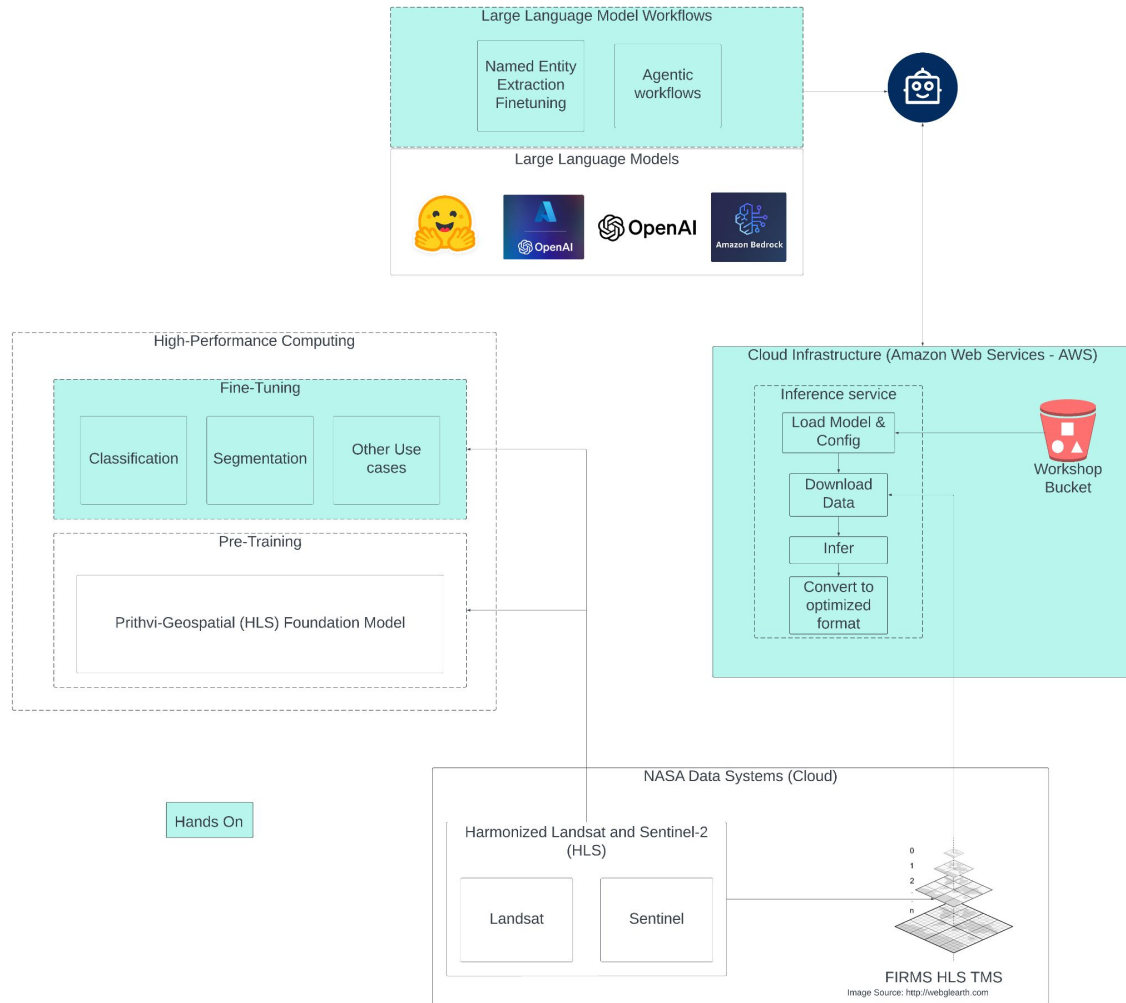 Large Language Model Workflows
Named Entity
Extraction
Finetuning
Agentic
workflows
Large Language Models
OpenAI
OpenAI
Amazon Bedrock
High-Performance Computing
Fine-Tuning
Classification
Segmentation
Other Use
cases
Pre-Training
Prithvi-Geospatial (HLS) Foundation Model
Cloud Infrastructure (Amazon Web Services - AWS)
Inference service
Load Model &
Config
Download
Data
Infer
Convert to
optimized
format
Workshop
Bucket
Hands On
NASA Data Systems (Cloud)
Harmonized Landsat and Sentinel-2
(HLS)
Landsat
Sentinel
0
1
2
.
n
FIRMS HLS TMS
Image Source: http://webglearth.com